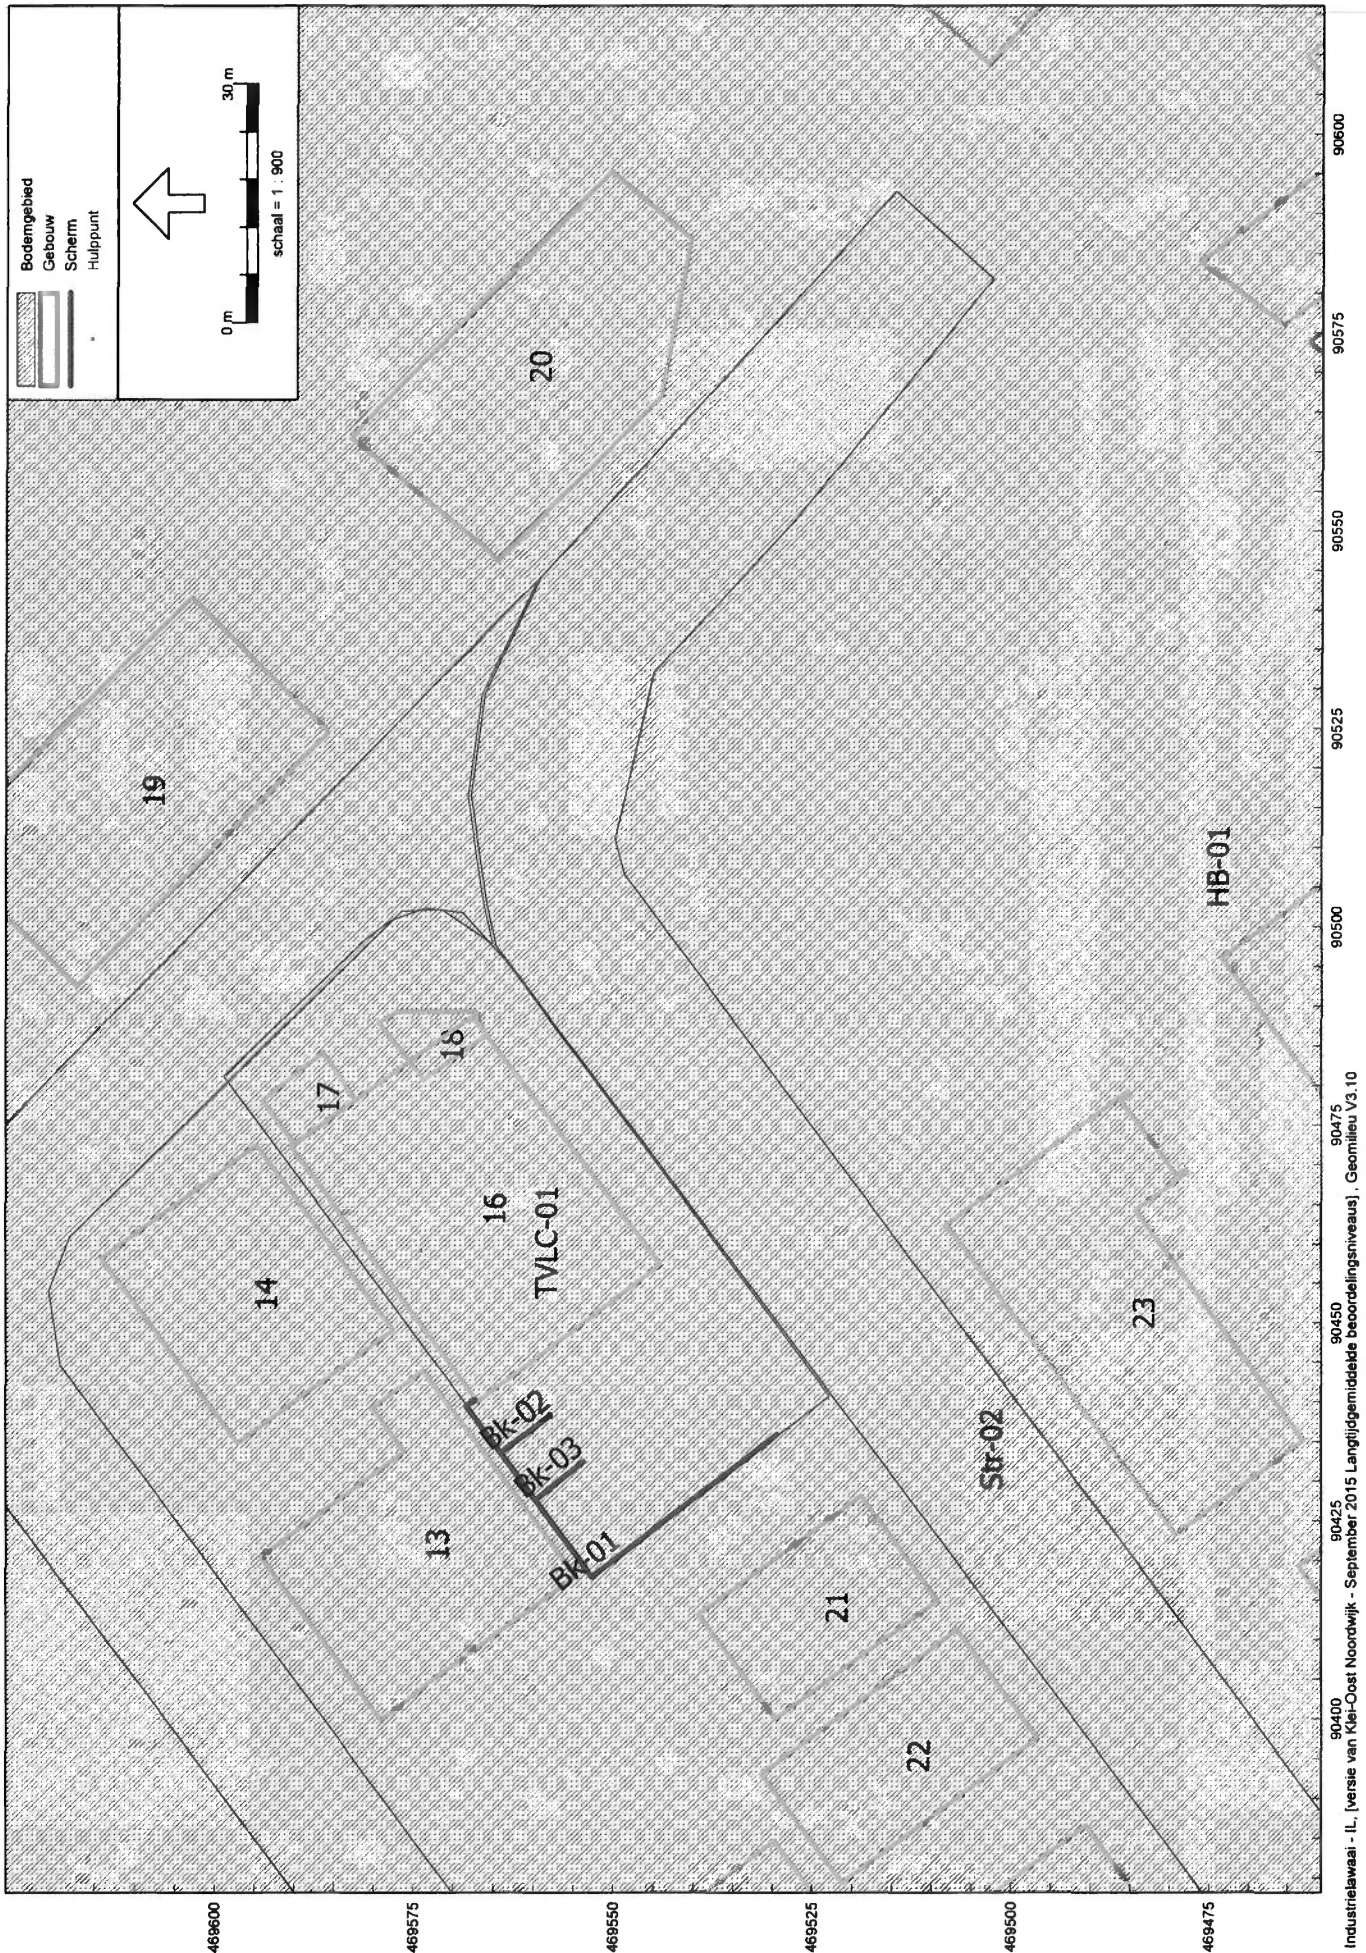 Bodemgebied
Gebouw
Scherm
Hulppunt
0 m
30 m
schaal = 1 : 900
19
20
14
17
18
16
TVLC-01
13
Bk-02
Bk-03
Bk-01
21
22
Str-02
23
HB-01
469600
469575
469550
469525
469500
469475
90400
90425
90450
90475
90500
90525
90550
90575
90600
Industrielawaai - IL, [versie van Klei-Oost Noordwijk - September 2015 Langtijdgemiddelde beoordelingsniveaus] , Geomilieu V3.10